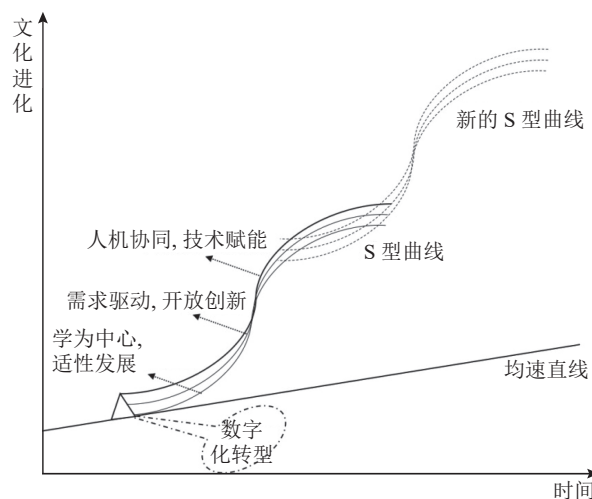 文
化
进
化
新的 S 型曲线
人机协同, 技术赋能
S 型曲线
需求驱动, 开放创新
学为中心,
适性发展
均速直线
数字
化转型
时间